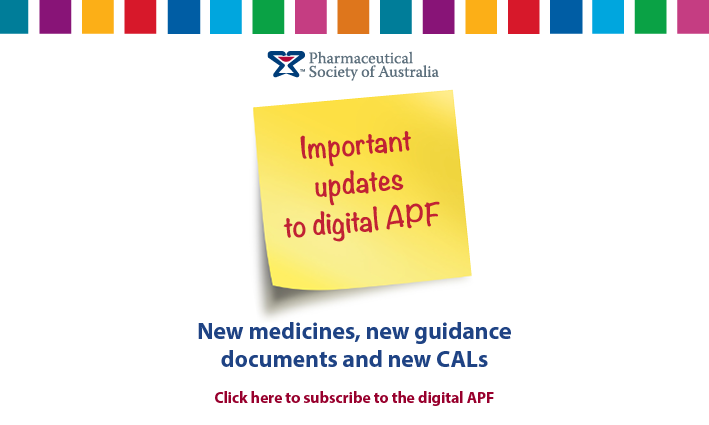 Pharmaceutical
Society of Australia
Important
updates
to digital APF
New medicines, new guidance
documents and new CALs
Click here to subscribe to the digital APF